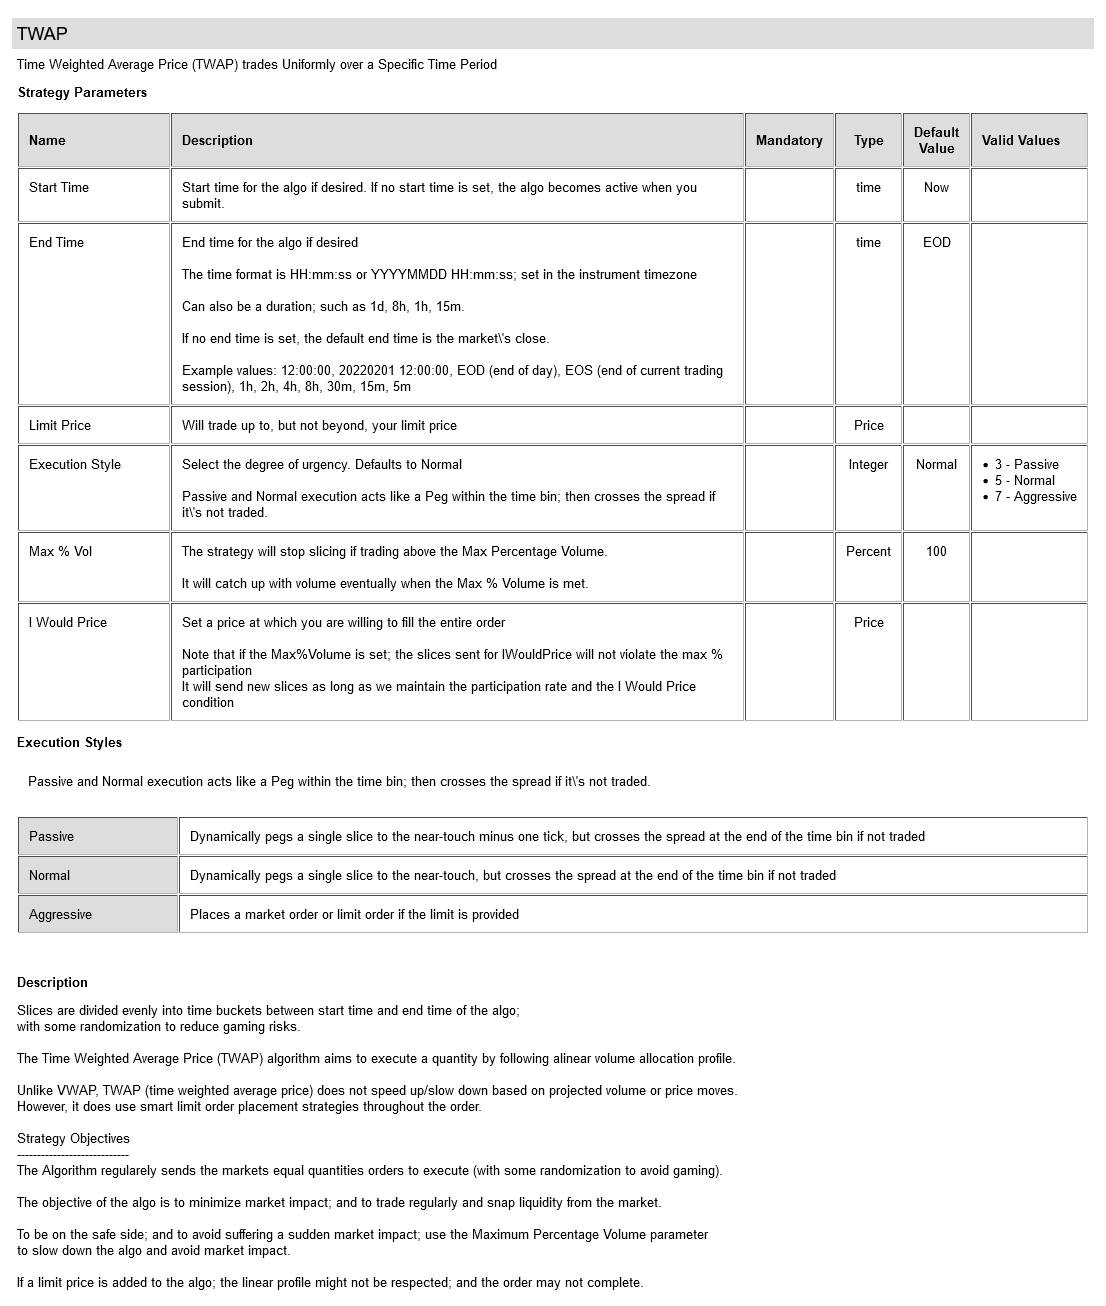 TWAP
Time Weighted Average Price (TWAP) trades Uniformly over a Specific Time Period
Strategy Parameters
Name Description Mandatory Type Default Value Valid Values
Start Time
Start time for the algo if desired. If no start time is set, the algo becomes active when you
submit.
time
Now
End Time
End time for the algo if desired
The time format is HH:mm:ss or YYYYMMDD HH:mm:ss; set in the instrument timezone
Can also be a duration; such as 1d, 8h, 1h, 15m.
If no end time is set, the default end time is the market\'s close.
Example values: 12:00:00, 20220201 12:00:00, EOD (end of day), EOS (end of current trading
session), 1h, 2h, 4h, 8h, 30m, 15m, 5m
time
EOD
Limit Price
Will trade up to, but not beyond, your limit price
Price
Execution Style
Select the degree of urgency. Defaults to Normal
Passive and Normal execution acts like a Peg within the time bin; then crosses the spread if
it\'s not traded.
Integer
Normal
• 3 - Passive
• 5 - Normal
• 7 - Aggressive
Max % Vol
The strategy will stop slicing if trading above the Max Percentage Volume.
It will catch up with volume eventually when the Max % Volume is met.
Percent
100
I Would Price
Set a price at which you are willing to fill the entire order
Note that if the Max%Volume is set; the slices sent for IWouldPrice will not violate the max %
participation
It will send new slices as long as we maintain the participation rate and the I Would Price
condition
Price
Execution Styles
Passive and Normal execution acts like a Peg within the time bin; then crosses the spread if it\'s not traded.
Passive
Dynamically pegs a single slice to the near-touch minus one tick, but crosses the spread at the end of the time bin if not traded
Normal
Dynamically pegs a single slice to the near-touch, but crosses the spread at the end of the time bin if not traded
Aggressive
Places a market order or limit order if the limit is provided
Description
Slices are divided evenly into time buckets between start time and end time of the algo;
with some randomization to reduce gaming risks.
The Time Weighted Average Price (TWAP) algorithm aims to execute a quantity by following alinear volume allocation profile.
Unlike VWAP, TWAP (time weighted average price) does not speed up/slow down based on projected volume or price moves.
However, it does use smart limit order placement strategies throughout the order.
Strategy Objectives
----------------------------
The Algorithm regularely sends the markets equal quantities orders to execute (with some randomization to avoid gaming).
The objective of the algo is to minimize market impact; and to trade regularly and snap liquidity from the market.
To be on the safe side; and to avoid suffering a sudden market impact; use the Maximum Percentage Volume parameter
to slow down the algo and avoid market impact.
If a limit price is added to the algo; the linear profile might not be respected; and the order may not complete.